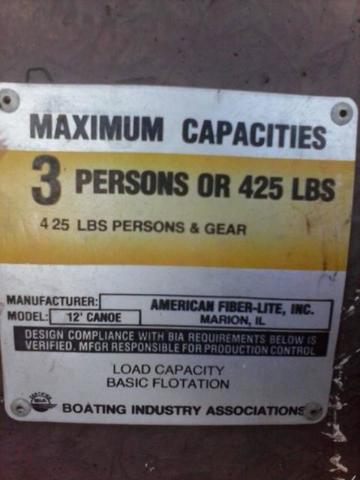 MAXIMUM CAPACITIES
3 PERSONS OR 425 LBS
425 LBS PERSONS & GEAR
MANUFACTURER: AMERICAN FIBER-LITE, INC.
MODEL: 12' CANOE MARION, IL
DESIGN COMPLIANCE WITH BIA REQUIREMENTS BELOW IS
VERIFIED. MFGR RESPONSIBLE FOR PRODUCTION CONTROL
LOAD CAPACITY
BASIC FLOTATION
BOATING INDUSTRY ASSOCIATIONS